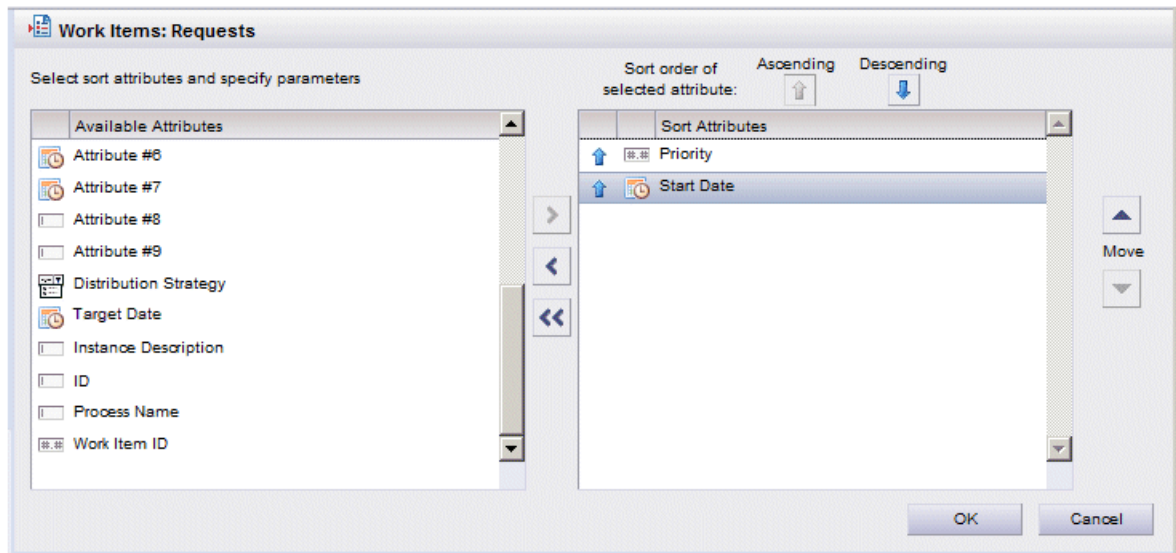 Work Items: Requests
Select sort attributes and specify parameters
Sort order of
selected attribute:
Ascending
Descending
Available Attributes
Attribute #6
Attribute #7
Attribute #8
Attribute #9
Distribution Strategy
Target Date
Instance Description
ID
Process Name
#.# Work Item ID
Sort Attributes
#.# Priority
Start Date
Move
OK
Cancel